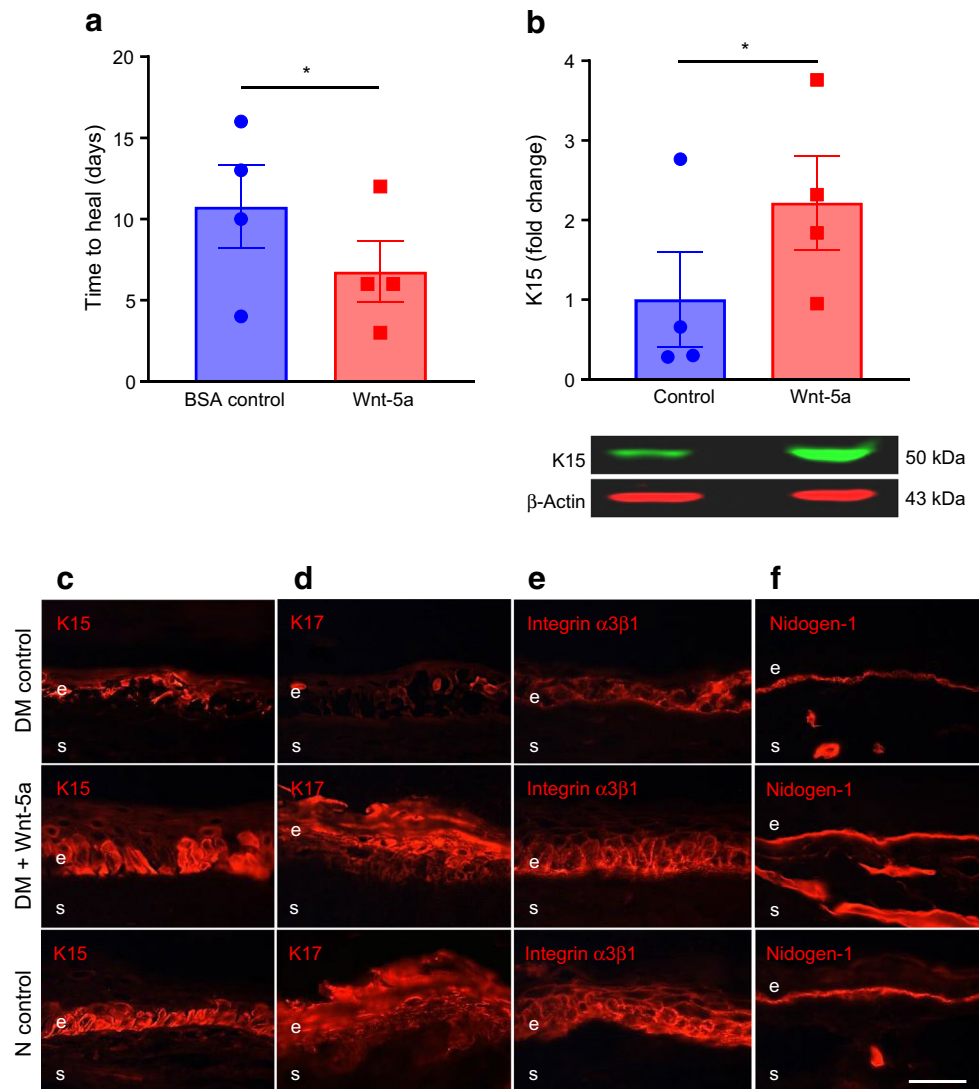 a
20
15
10
5
0
Time to heal (days)
*
BSA control
Wnt-5a
b
4
3
2
1
0
K15 (fold change)
*
Control
Wnt-5a
K15
50 kDa
β-Actin
43 kDa
c
d
e
f
DM control
K15
e
s
K17
e
s
Integrin α3β1
e
s
Nidogen-1
e
s
DM + Wnt-5a
K15
e
s
K17
e
s
Integrin α3β1
e
s
Nidogen-1
e
s
N control
K15
e
s
K17
e
s
Integrin α3β1
e
s
Nidogen-1
e
s